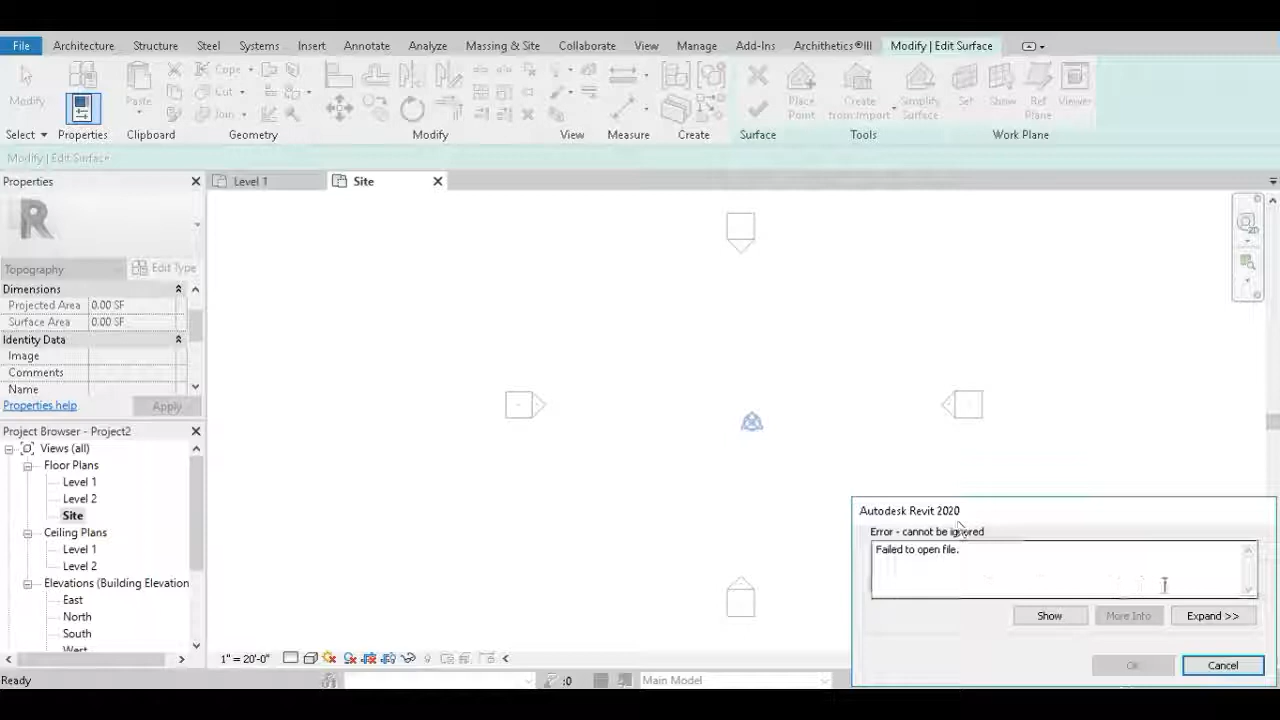 File Architecture Structure Steel Systems Insert Annotate Analyze Massing & Site Collaborate View Manage Add-Ins Archithetics®III Modify | Edit Surface
Modify Paste Cope Cut Join Place Point Create from Import Simplify Surface Set Show Ref Plane Viewer
Select Properties Clipboard Geometry Modify View Measure Create Surface Tools Work Plane
Modify | Edit Surface
Properties
Level 1
Site
2D
R
Topography Edit Type
Dimensions
Projected Area 0.00 SF
Surface Area 0.00 SF
Identity Data
Image
Comments
Name
Properties help Apply
Project Browser - Project2
Views (all)
Floor Plans
Level 1
Level 2
Site
Ceiling Plans
Level 1
Level 2
Elevations (Building Elevation
East
North
South
West
Autodesk Revit 2020
Error - cannot be ignored
Failed to open file.
Show More Info Expand >>
Ok Cancel
1" = 20'-0"
Ready :0 Main Model